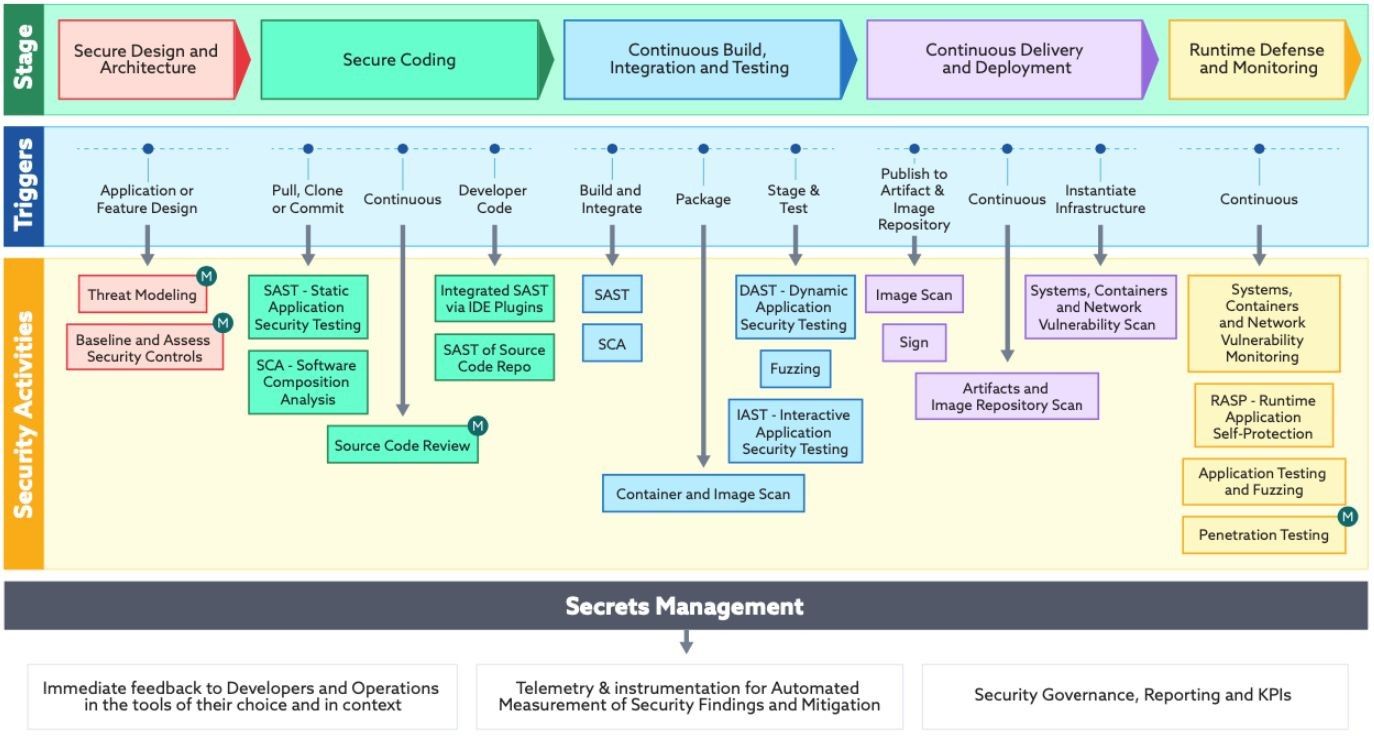 Stage
Secure Design and
Architecture
Secure Coding
Continuous Build,
Integration and Testing
Continuous Delivery
and Deployment
Runtime Defense
and Monitoring
Triggers
Application or
Feature Design
Pull, Clone
or Commit
Continuous
Developer
Code
Build and
Integrate
Package
Stage &
Test
Publish to
Artifact &
Image
Repository
Continuous
Instantiate
Infrastructure
Continuous
Security Activities
Threat Modeling
M
Baseline and Assess
Security Controls
M
SAST - Static
Application
Security Testing
SCA - Software
Composition
Analysis
Source Code Review
M
Integrated SAST
via IDE Plugins
SAST of Source
Code Repo
SAST
SCA
Container and Image Scan
DAST - Dynamic
Application
Security Testing
Fuzzing
IAST - Interactive
Application
Security Testing
Image Scan
Sign
Artifacts and
Image Repository Scan
Systems, Containers
and Network
Vulnerability Scan
Systems,
Containers
and Network
Vulnerability
Monitoring
RASP - Runtime
Application
Self-Protection
Application Testing
and Fuzzing
Penetration Testing
M
Secrets Management
Immediate feedback to Developers and Operations
in the tools of their choice and in context
Telemetry & instrumentation for Automated
Measurement of Security Findings and Mitigation
Security Governance, Reporting and KPIs